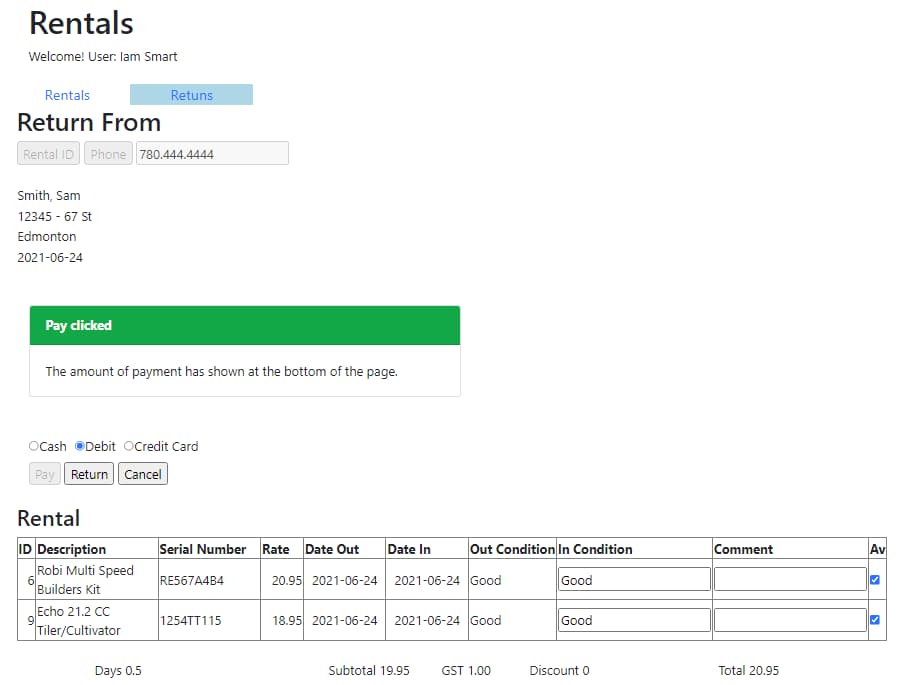 Rentals
Welcome! User: Iam Smart
Rentals Retuns
Return From
Rental ID Phone 780.444.4444
Smith, Sam
12345 - 67 St
Edmonton
2021-06-24
Pay clicked
The amount of payment has shown at the bottom of the page.
Cash Debit Credit Card
Pay Return Cancel
Rental
ID Description Serial Number Rate Date Out Date In Out Condition In Condition Comment Av
6 Robi Multi Speed Builders Kit RE567A4B4 20.95 2021-06-24 2021-06-24 Good Good
9 Echo 21.2 CC Tiler/Cultivator 1254TT115 18.95 2021-06-24 2021-06-24 Good Good
Days 0.5 Subtotal 19.95 GST 1.00 Discount 0 Total 20.95